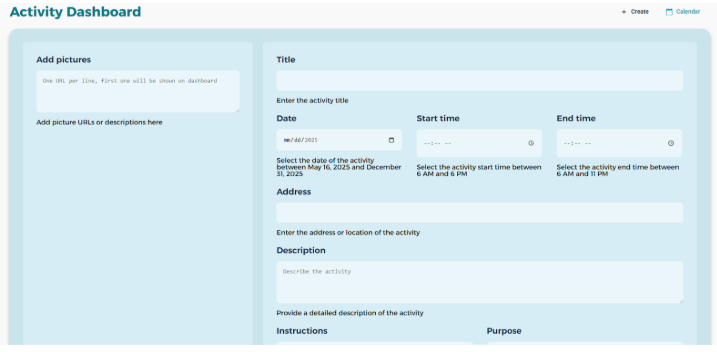 Activity Dashboard
+ Create
Calendar
Add pictures
One URL per line, first one will be shown on dashboard
Add picture URLs or descriptions here
Title
Enter the activity title
Date
Start time
End time
mm/dd/2025
--:-- --
--:-- --
Select the date of the activity
between May 16, 2025 and December
31, 2025
Select the activity start time between
6 AM and 6 PM
Select the activity end time between
6 AM and 11 PM
Address
Enter the address or location of the activity
Description
Describe the activity
Provide a detailed description of the activity
Instructions
Purpose